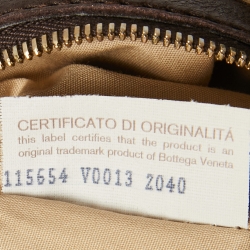 CERTIFICATO DI ORIGINALITÁ
this label certifies that the product is an
original trademark product of Bottega Veneta
115654 V0013 2040